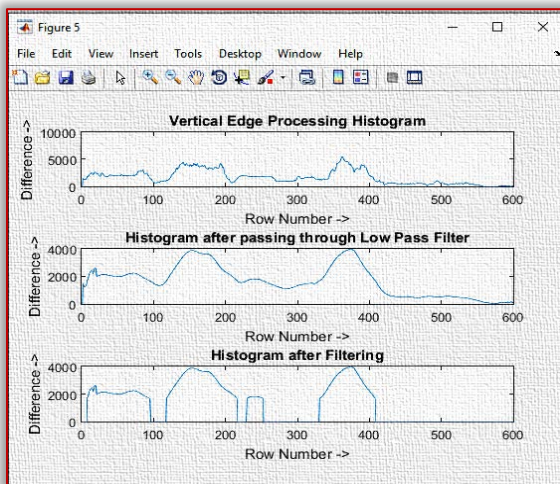 Figure 5
File Edit View Insert Tools Desktop Window Help
Vertical Edge Processing Histogram
Difference ->
10000
5000
0
0 100 200 300 400 500 600
Row Number ->
Histogram after passing through Low Pass Filter
Difference ->
4000
2000
0
0 100 200 300 400 500 600
Row Number ->
Histogram after Filtering
Difference ->
4000
2000
0
0 100 200 300 400 500 600
Row Number ->